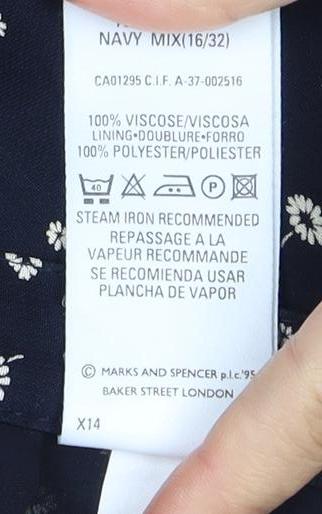 NAVY MIX(16/32)
CA01295 C.I.F. A-37-002516
100% VISCOSE/VISCOSA
LINING•DOUBLURE•FORRO
100% POLYESTER/POLIESTER
40 P
STEAM IRON RECOMMENDED
REPASSAGE A LA
VAPEUR RECOMMANDE
SE RECOMIENDA USAR
PLANCHA DE VAPOR
© MARKS AND SPENCER p.l.c.'95
BAKER STREET LONDON
X14